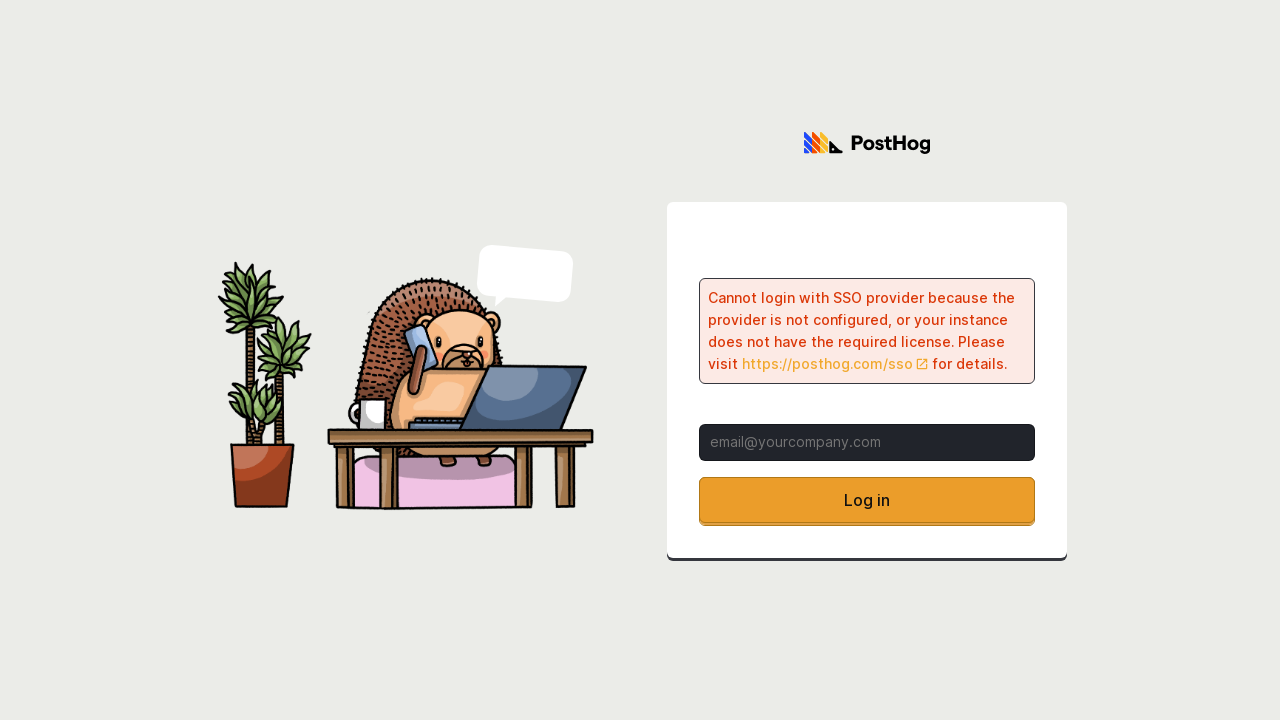 PostHog
Cannot login with SSO provider because the
provider is not configured, or your instance
does not have the required license. Please
visit https://posthog.com/sso for details.
email@yourcompany.com
Log in